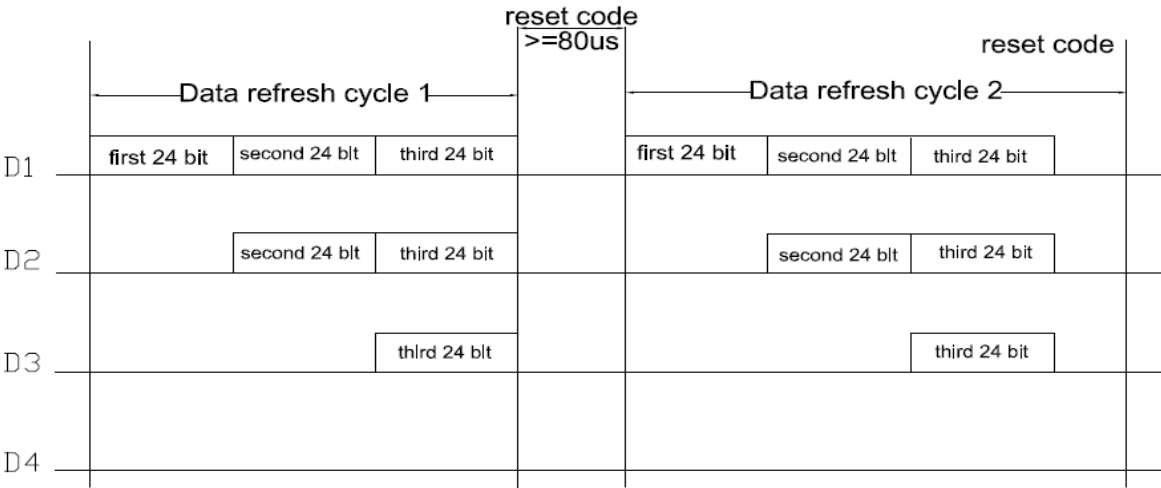 reset code
>=80us
reset code
Data refresh cycle 1
Data refresh cycle 2
D1 first 24 bit second 24 blt third 24 bit first 24 bit second 24 blt third 24 bit
D2 second 24 blt third 24 bit second 24 blt third 24 bit
D3 thlrd 24 blt third 24 bit
D4